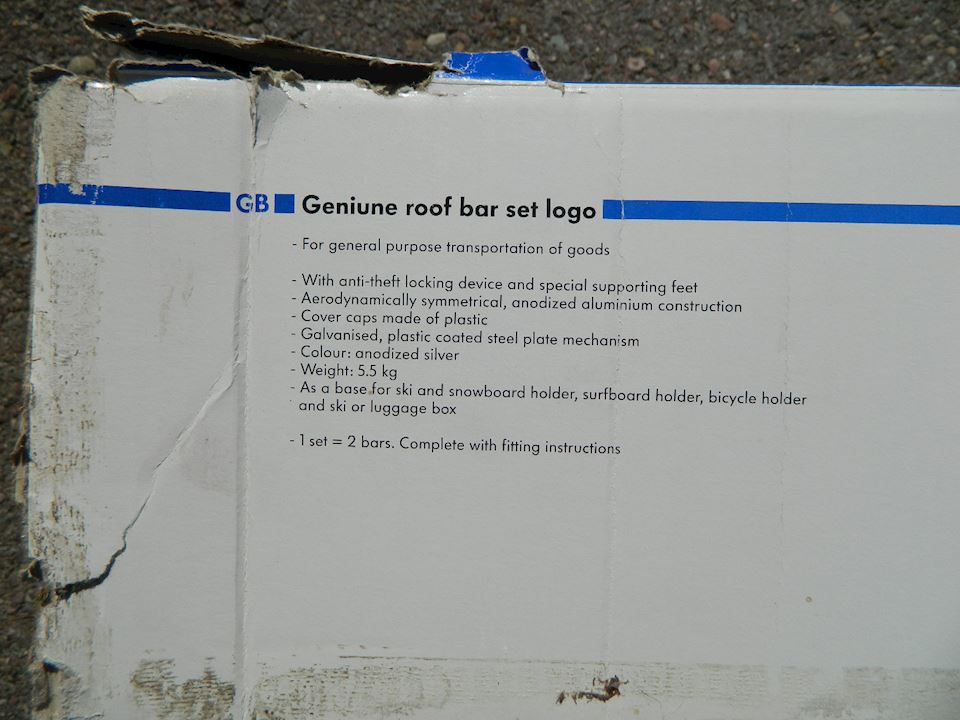 GB Geniune roof bar set logo
- For general purpose transportation of goods
- With anti-theft locking device and special supporting feet
- Aerodynamically symmetrical, anodized aluminium construction
- Cover caps made of plastic
- Galvanised, plastic coated steel plate mechanism
- Colour: anodized silver
- Weight: 5.5 kg
- As a base for ski and snowboard holder, surfboard holder, bicycle holder
and ski or luggage box
- 1 set = 2 bars. Complete with fitting instructions